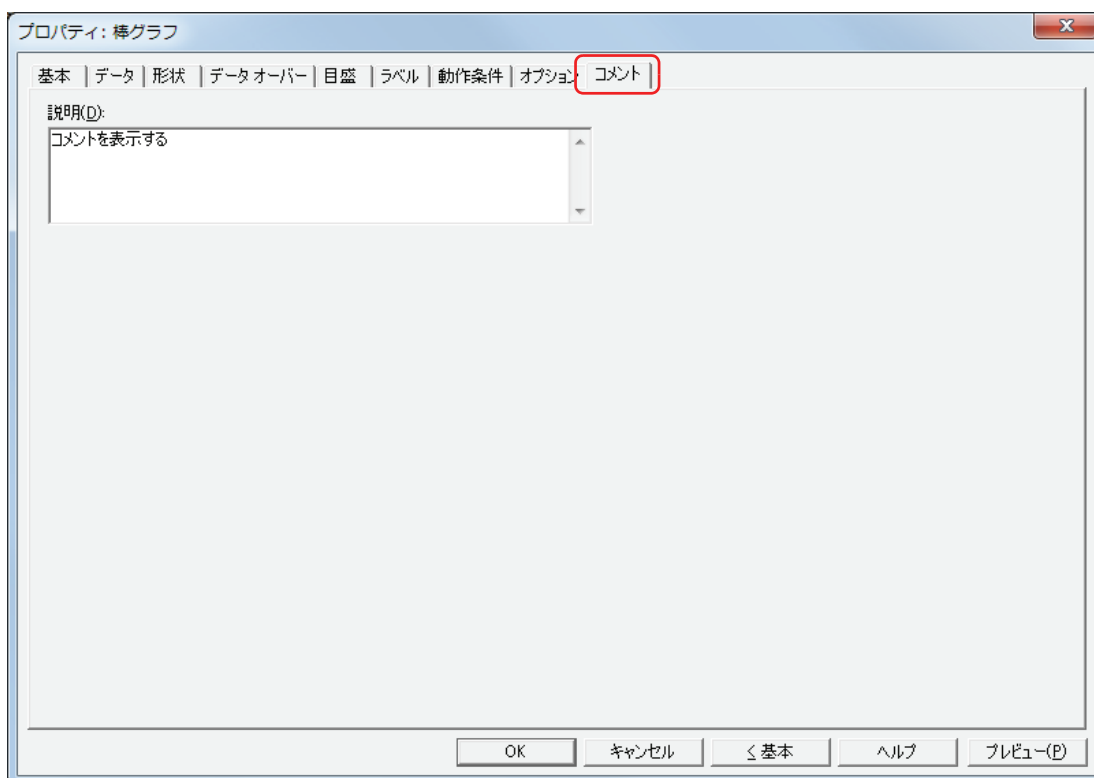 プロパティ: 棒グラフ
基本 データ 形状 データオーバー 目盛 ラベル 動作条件 オプション コメント
説明(D):
コメントを表示する
OK キャンセル < 基本 ヘルプ プレビュー(P)